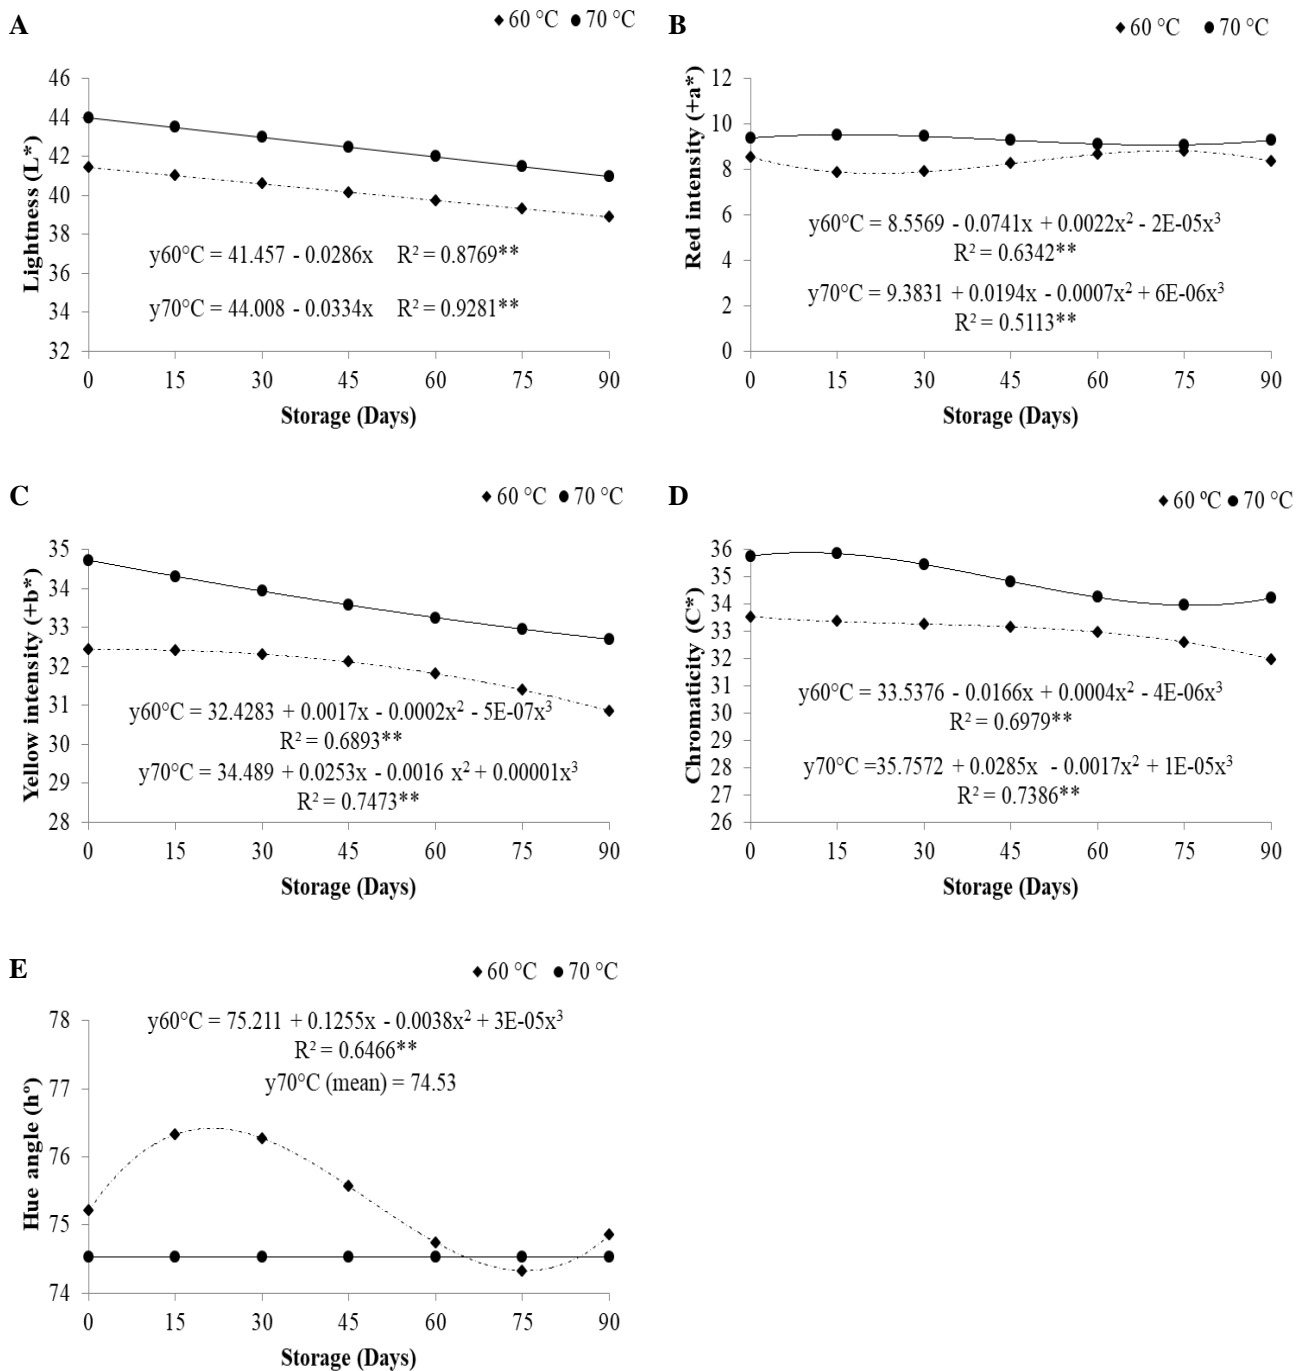 A
60 °C 70 °C
Lightness (L*)
46
44
42
40
38
36
34
32
y60°C = 41.457 - 0.0286x R² = 0.8769**
y70°C = 44.008 - 0.0334x R² = 0.9281**
0 15 30 45 60 75 90
Storage (Days)
B
60 °C 70 °C
Red intensity (+a*)
12
10
8
6
4
2
0
y60°C = 8.5569 - 0.0741x + 0.0022x² - 2E-05x³
R² = 0.6342**
y70°C = 9.3831 + 0.0194x - 0.0007x² + 6E-06x³
R² = 0.5113**
0 15 30 45 60 75 90
Storage (Days)
C
60 °C 70 °C
Yellow intensity (+b*)
35
34
33
32
31
30
29
28
y60°C = 32.4283 + 0.0017x - 0.0002x² - 5E-07x³
R² = 0.6893**
y70°C = 34.489 + 0.0253x - 0.0016 x² + 0.00001x³
R² = 0.7473**
0 15 30 45 60 75 90
Storage (Days)
D
60 ºC 70 °C
Chromaticity (C*)
36
35
34
33
32
31
30
29
28
27
26
y60°C = 33.5376 - 0.0166x + 0.0004x² - 4E-06x³
R² = 0.6979**
y70°C =35.7572 + 0.0285x - 0.0017x² + 1E-05x³
R² = 0.7386**
0 15 30 45 60 75 90
Storage (Days)
E
60 °C 70 °C
Hue angle (hº)
78
77
76
75
74
y60°C = 75.211 + 0.1255x - 0.0038x² + 3E-05x³
R² = 0.6466**
y70°C (mean) = 74.53
0 15 30 45 60 75 90
Storage (Days)